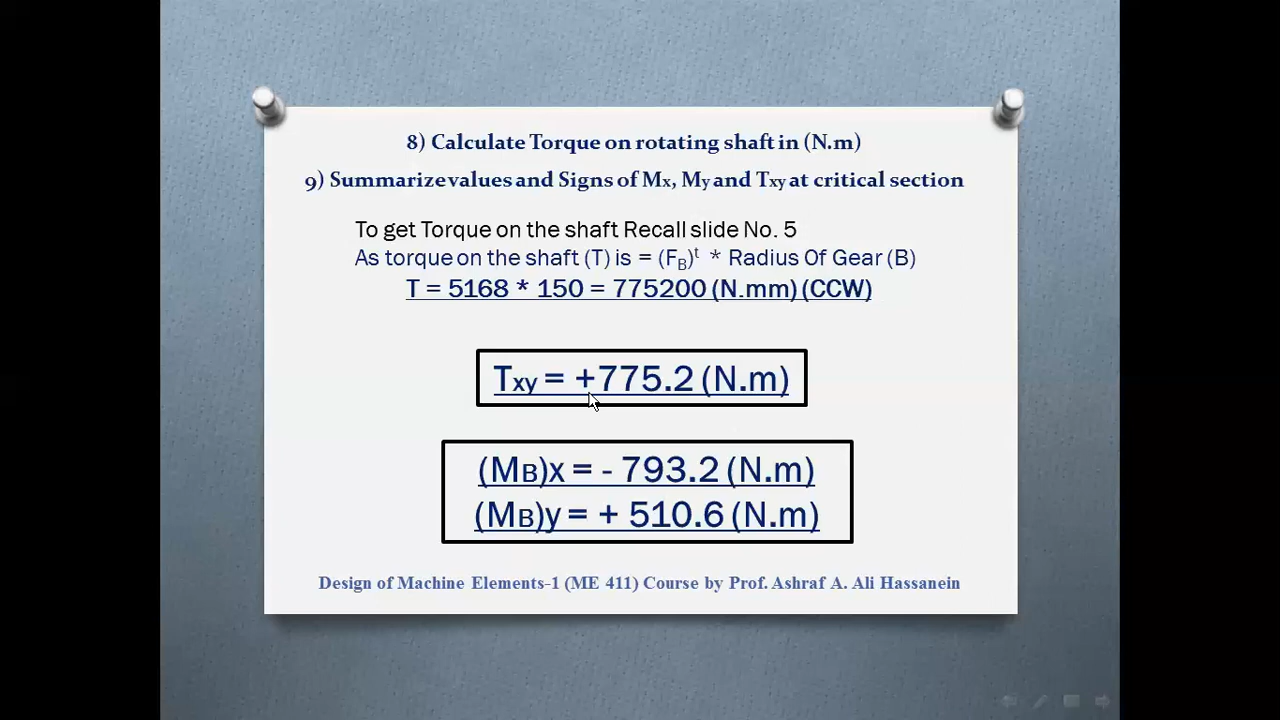 8) Calculate Torque on rotating shaft in (N.m)
9) Summarize values and Signs of Mx, My and Txy at critical section
To get Torque on the shaft Recall slide No. 5
As torque on the shaft (T) is = (F_B)^t * Radius Of Gear (B)
T = 5168 * 150 = 775200 (N.mm) (CCW)
Txy = +775.2 (N.m)
(MB)x = - 793.2 (N.m)
(MB)y = + 510.6 (N.m)
Design of Machine Elements-1 (ME 411) Course by Prof. Ashraf A. Ali Hassanein